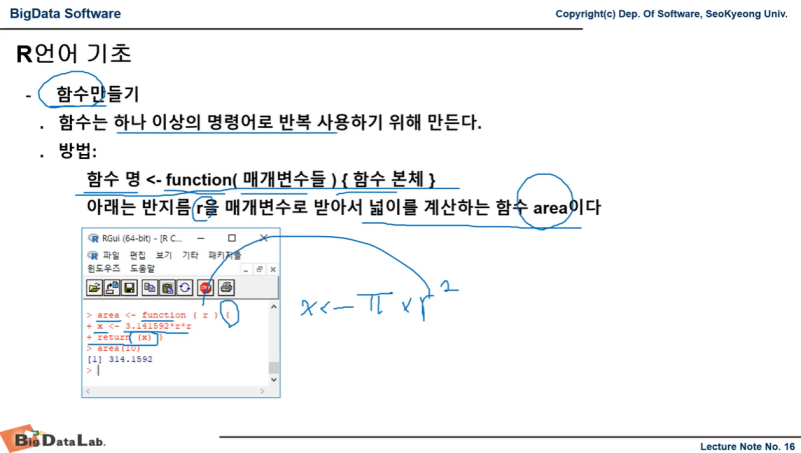 BigData Software
Copyright(c) Dep. Of Software, SeoKyeong Univ.
R언어 기초
- 함수만들기
. 함수는 하나 이상의 명령어로 반복 사용하기 위해 만든다.
. 방법:
함수 명 <- function( 매개변수들 ) { 함수 본체 }
아래는 반지름 r을 매개변수로 받아서 넓이를 계산하는 함수 area이다
RGui (64-bit) - [R C...
파일 편집 보기 기타 패키지들
윈도우즈 도움말
> area <- function ( r ) {
+ x <- 3.141592*r*r
+ return (x) }
> area(10)
[1] 314.1592
>
x <- π x r²
BigDataLab.
Lecture Note No. 16